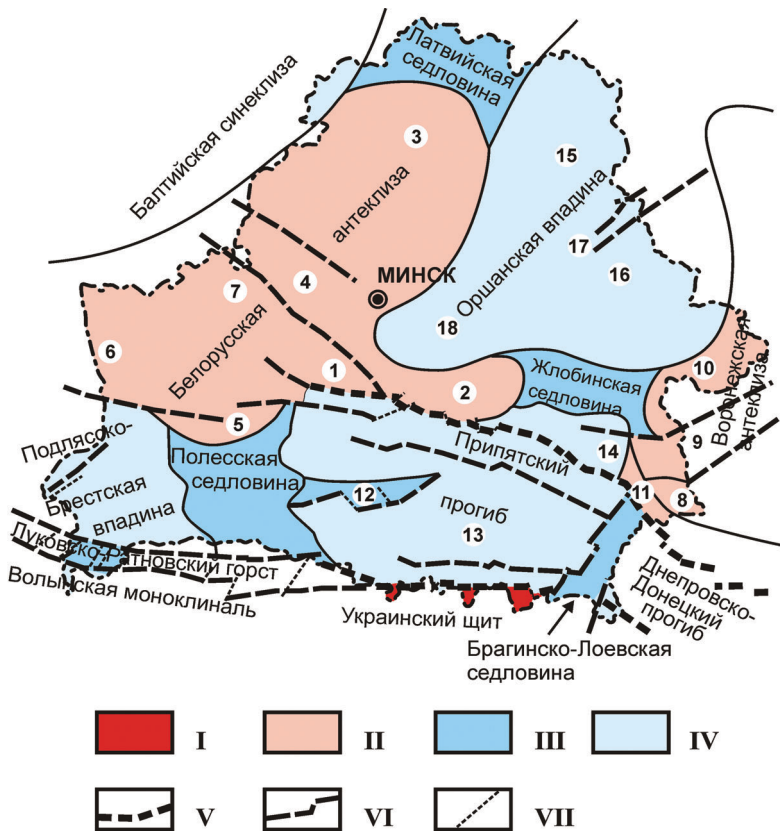 Латвийская
седловина
Балтийская синеклиза
3
15
антеклиза
Оршанская впадина
17
16
7
4
МИНСК
18
Белорусская
6
1
2
Жлобинская
седловина
10
Воронежская
антеклиза
5
9
Подлясско-
Брестская
впадина
Полесская
седловина
Припятский
прогиб
14
12
11
8
13
Луковско-Ратновский горст
Волынская моноклиналь
Украинский щит
Днепровско-
Донецкий
прогиб
Брагинско-Лоевская
седловина
I
II
III
IV
V
VI
VII